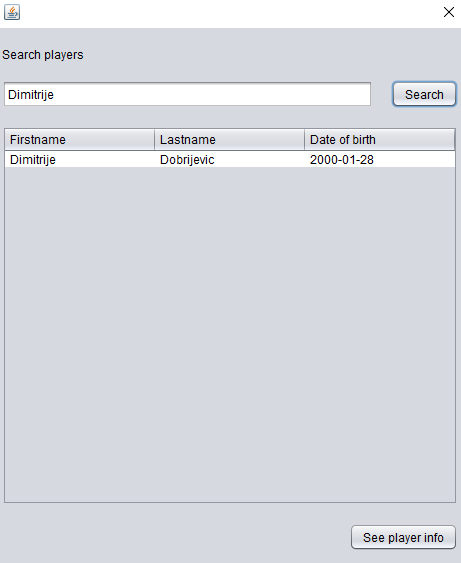 Search players
Dimitrije Search
Firstname Lastname Date of birth
Dimitrije Dobrijevic 2000-01-28
See player info